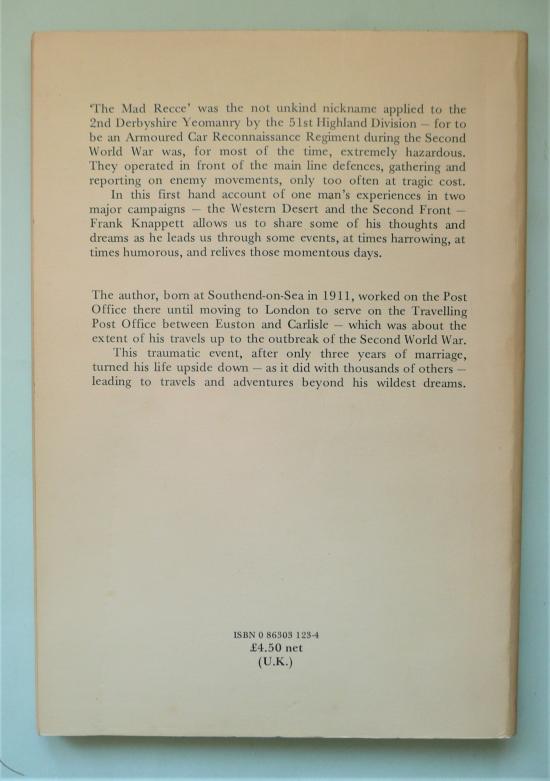 ‘The Mad Recce’ was the not unkind nickname applied to the
2nd Derbyshire Yeomanry by the 51st Highland Division – for to
be an Armoured Car Reconnaissance Regiment during the Second
World War was, for most of the time, extremely hazardous.
They operated in front of the main line defences, gathering and
reporting on enemy movements, only too often at tragic cost.
In this first hand account of one man’s experiences in two
major campaigns – the Western Desert and the Second Front –
Frank Knappett allows us to share some of his thoughts and
dreams as he leads us through some events, at times harrowing, at
times humorous, and relives those momentous days.
The author, born at Southend-on-Sea in 1911, worked on the Post
Office there until moving to London to serve on the Travelling
Post Office between Euston and Carlisle – which was about the
extent of his travels up to the outbreak of the Second World War.
This traumatic event, after only three years of marriage,
turned his life upside down – as it did with thousands of others –
leading to travels and adventures beyond his wildest dreams.
ISBN 0 86303 123-4
£4.50 net
(U.K.)